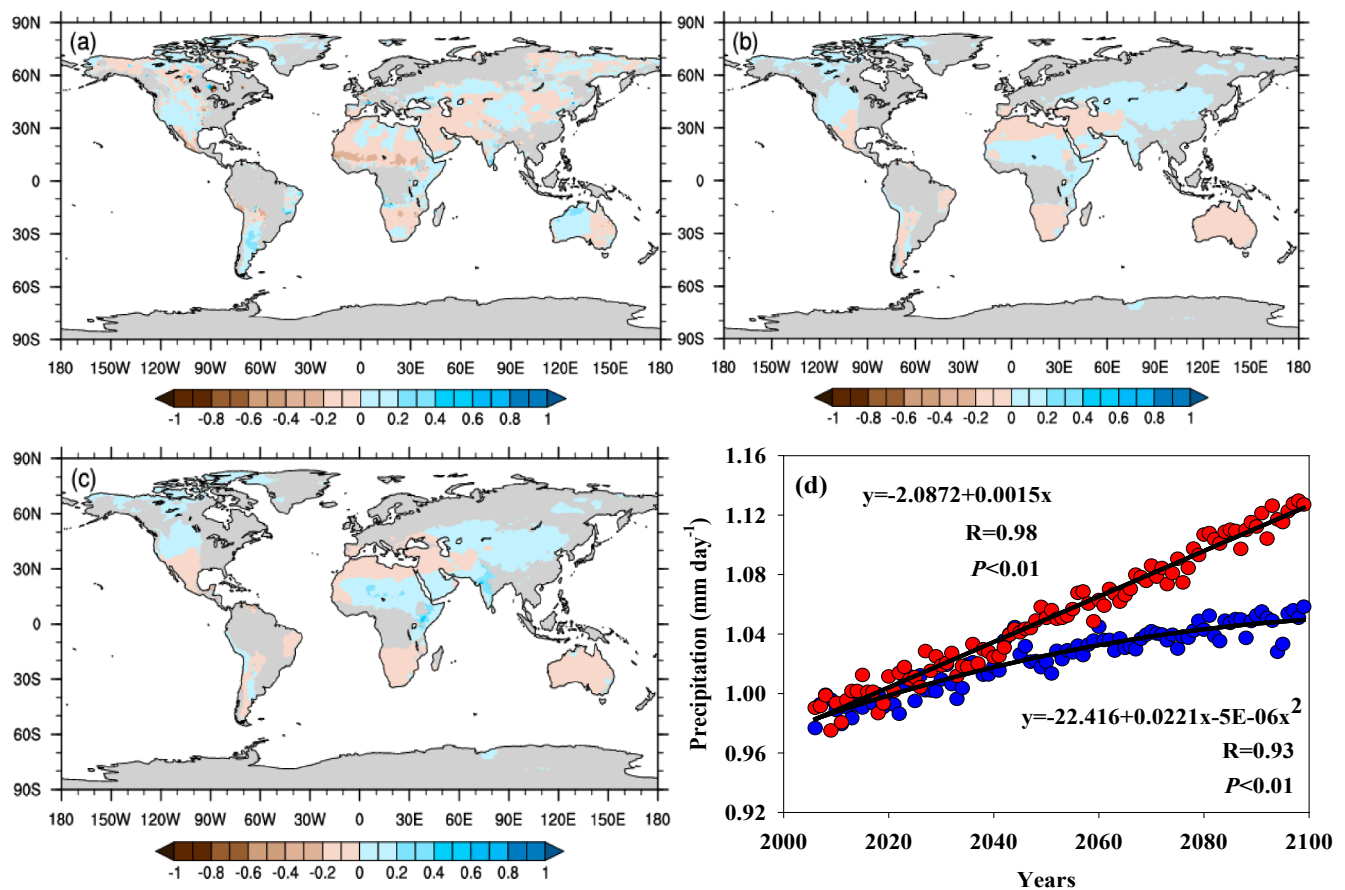 (a)
90N
60N
30N
0
30S
60S
90S
180 150W 120W 90W 60W 30W 0 30E 60E 90E 120E 150E 180
-1 -0.8 -0.6 -0.4 -0.2 0 0.2 0.4 0.6 0.8 1
(b)
90N
60N
30N
0
30S
60S
90S
180 150W 120W 90W 60W 30W 0 30E 60E 90E 120E 150E 180
-1 -0.8 -0.6 -0.4 -0.2 0 0.2 0.4 0.6 0.8 1
(c)
90N
60N
30N
0
30S
60S
90S
180 150W 120W 90W 60W 30W 0 30E 60E 90E 120E 150E 180
-1 -0.8 -0.6 -0.4 -0.2 0 0.2 0.4 0.6 0.8 1
(d)
Precipitation (mm day⁻¹)
1.16
1.12
1.08
1.04
1.00
0.96
0.92
y=-2.0872+0.0015x
R=0.98
P<0.01
y=-22.416+0.0221x-5E-06x²
R=0.93
P<0.01
2000 2020 2040 2060 2080 2100
Years